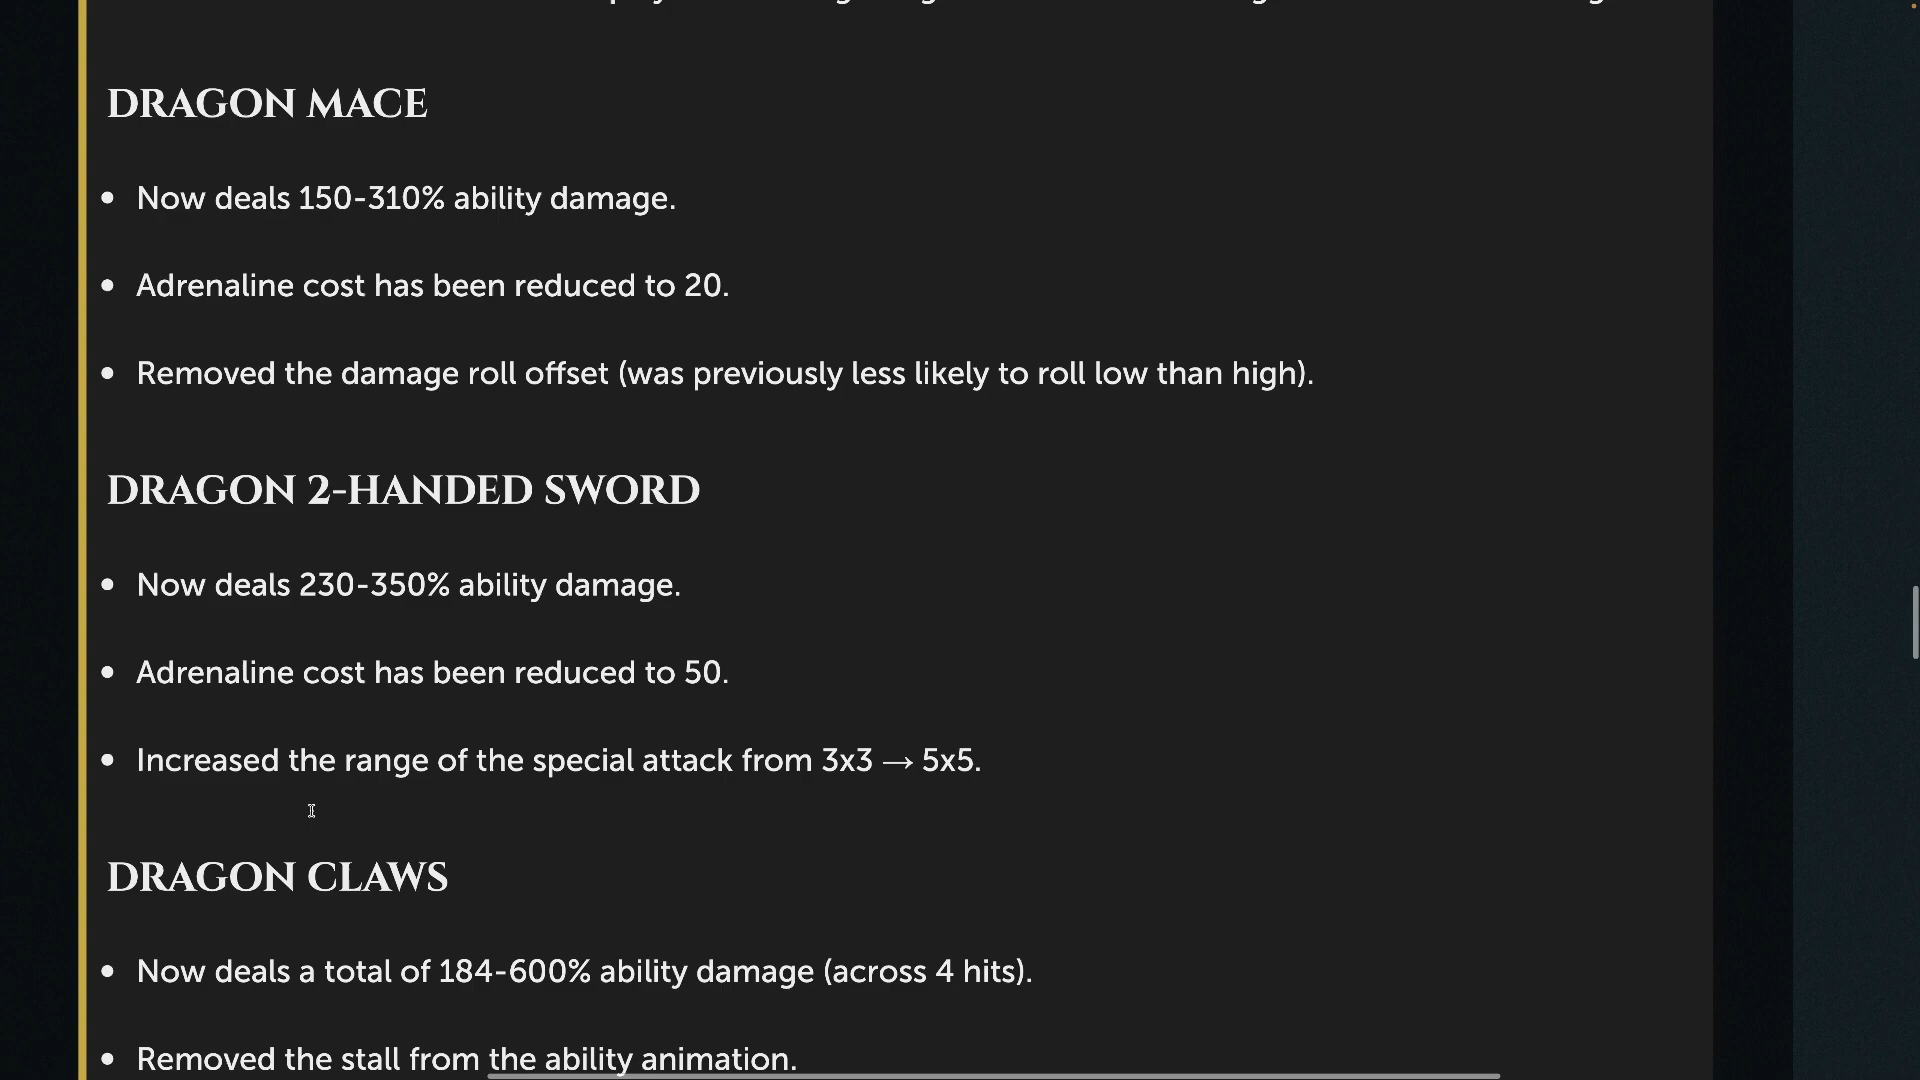 DRAGON MACE
• Now deals 150-310% ability damage.
• Adrenaline cost has been reduced to 20.
• Removed the damage roll offset (was previously less likely to roll low than high).
DRAGON 2-HANDED SWORD
• Now deals 230-350% ability damage.
• Adrenaline cost has been reduced to 50.
• Increased the range of the special attack from 3x3 → 5x5.
DRAGON CLAWS
• Now deals a total of 184-600% ability damage (across 4 hits).
• Removed the stall from the ability animation.